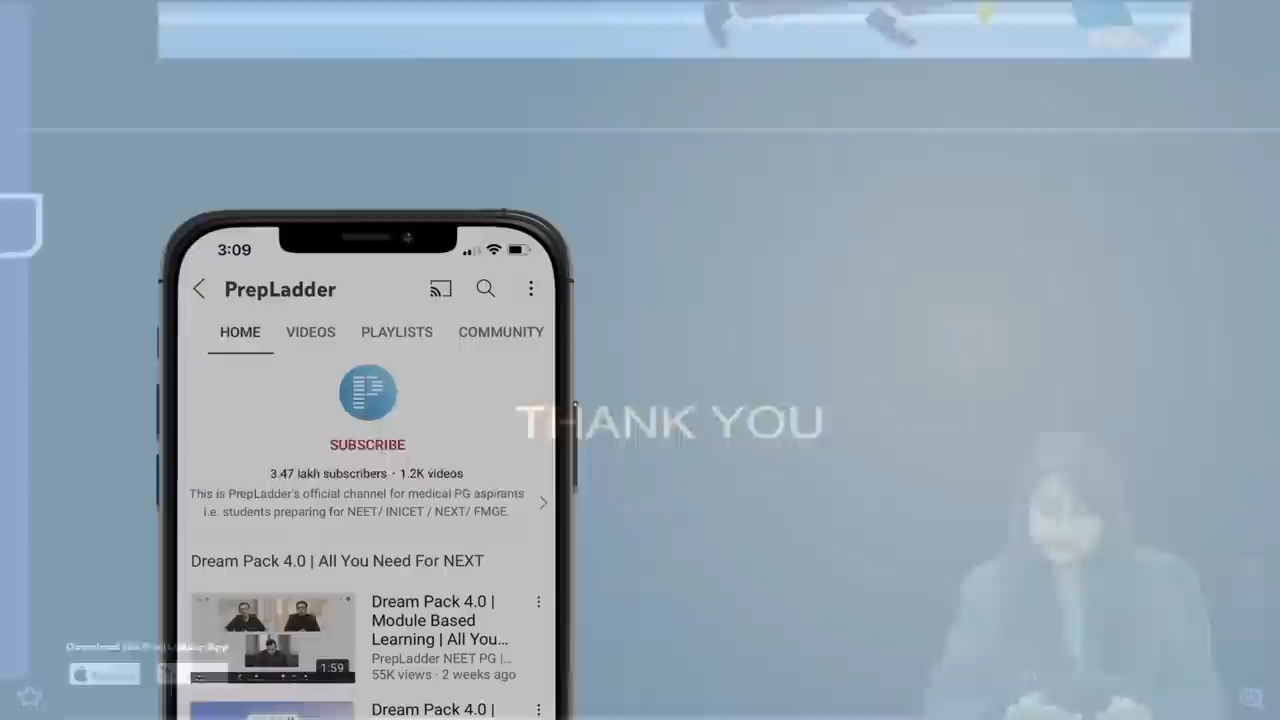 3:09
PrepLadder
HOME VIDEOS PLAYLISTS COMMUNITY
SUBSCRIBE
THANK YOU
3.47 lakh subscribers · 1.2K videos
This is PrepLadder's official channel for medical PG aspirants
i.e. students preparing for NEET/ INICET / NEXT/ FMGE.
Dream Pack 4.0 | All You Need For NEXT
Dream Pack 4.0 |
Module Based
Learning | All You...
PrepLadder NEET PG |...
55K views · 2 weeks ago
1:59
Dream Pack 4.0 |